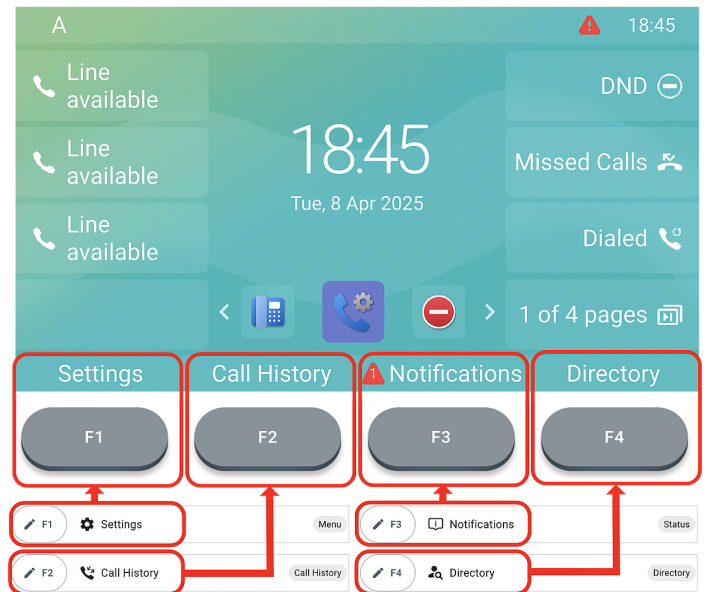 A
18:45
Line
available
DND
Line
available
18:45
Tue, 8 Apr 2025
Missed Calls
Line
available
Dialed
1 of 4 pages
Settings
Call History
1 Notifications
Directory
F1
F2
F3
F4
F1 Settings Menu
F3 Notifications Status
F2 Call History Call History
F4 Directory Directory